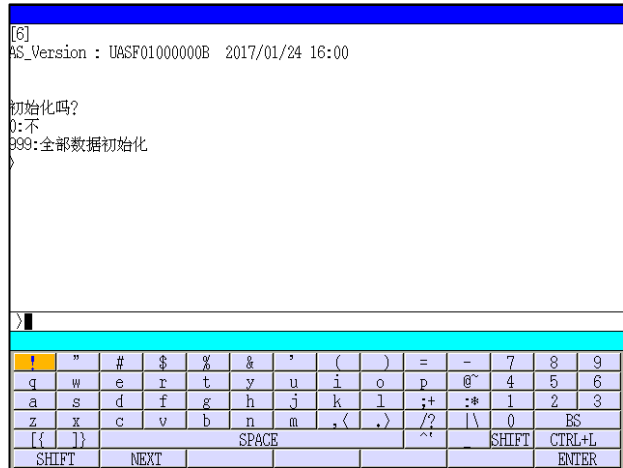 [6]
AS_Version : UASF01000000B 2017/01/24 16:00
初始化吗?
0:不
999:全部数据初始化
>
>
! " # $ % & ' ( ) = - 7 8 9
q w e r t y u i o p @~ 4 5 6
a s d f g h j k l ;+ :* 1 2 3
z x c v b n m ,< .> /? |\ 0 BS
[{ ]} SPACE ^` _ SHIFT CTRL+L
SHIFT NEXT ENTER